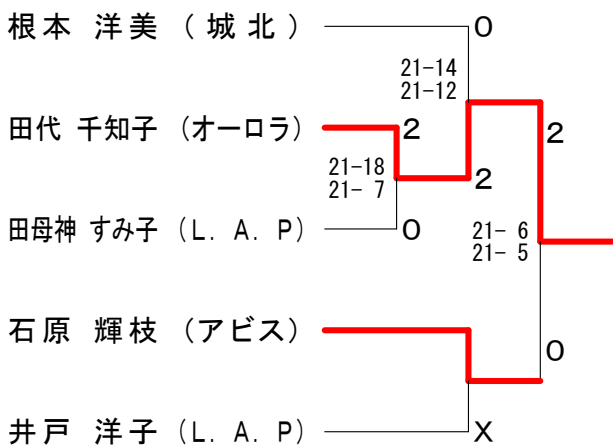 根本 洋美 (城北) 0
21-14
21-12
田代 千知子 (オーロラ) 2 2
21-18
21- 7
2
田母神 すみ子 (L. A. P) 0
21- 6
21- 5
石原 輝枝 (アビス)
0
井戸 洋子 (L. A. P) X